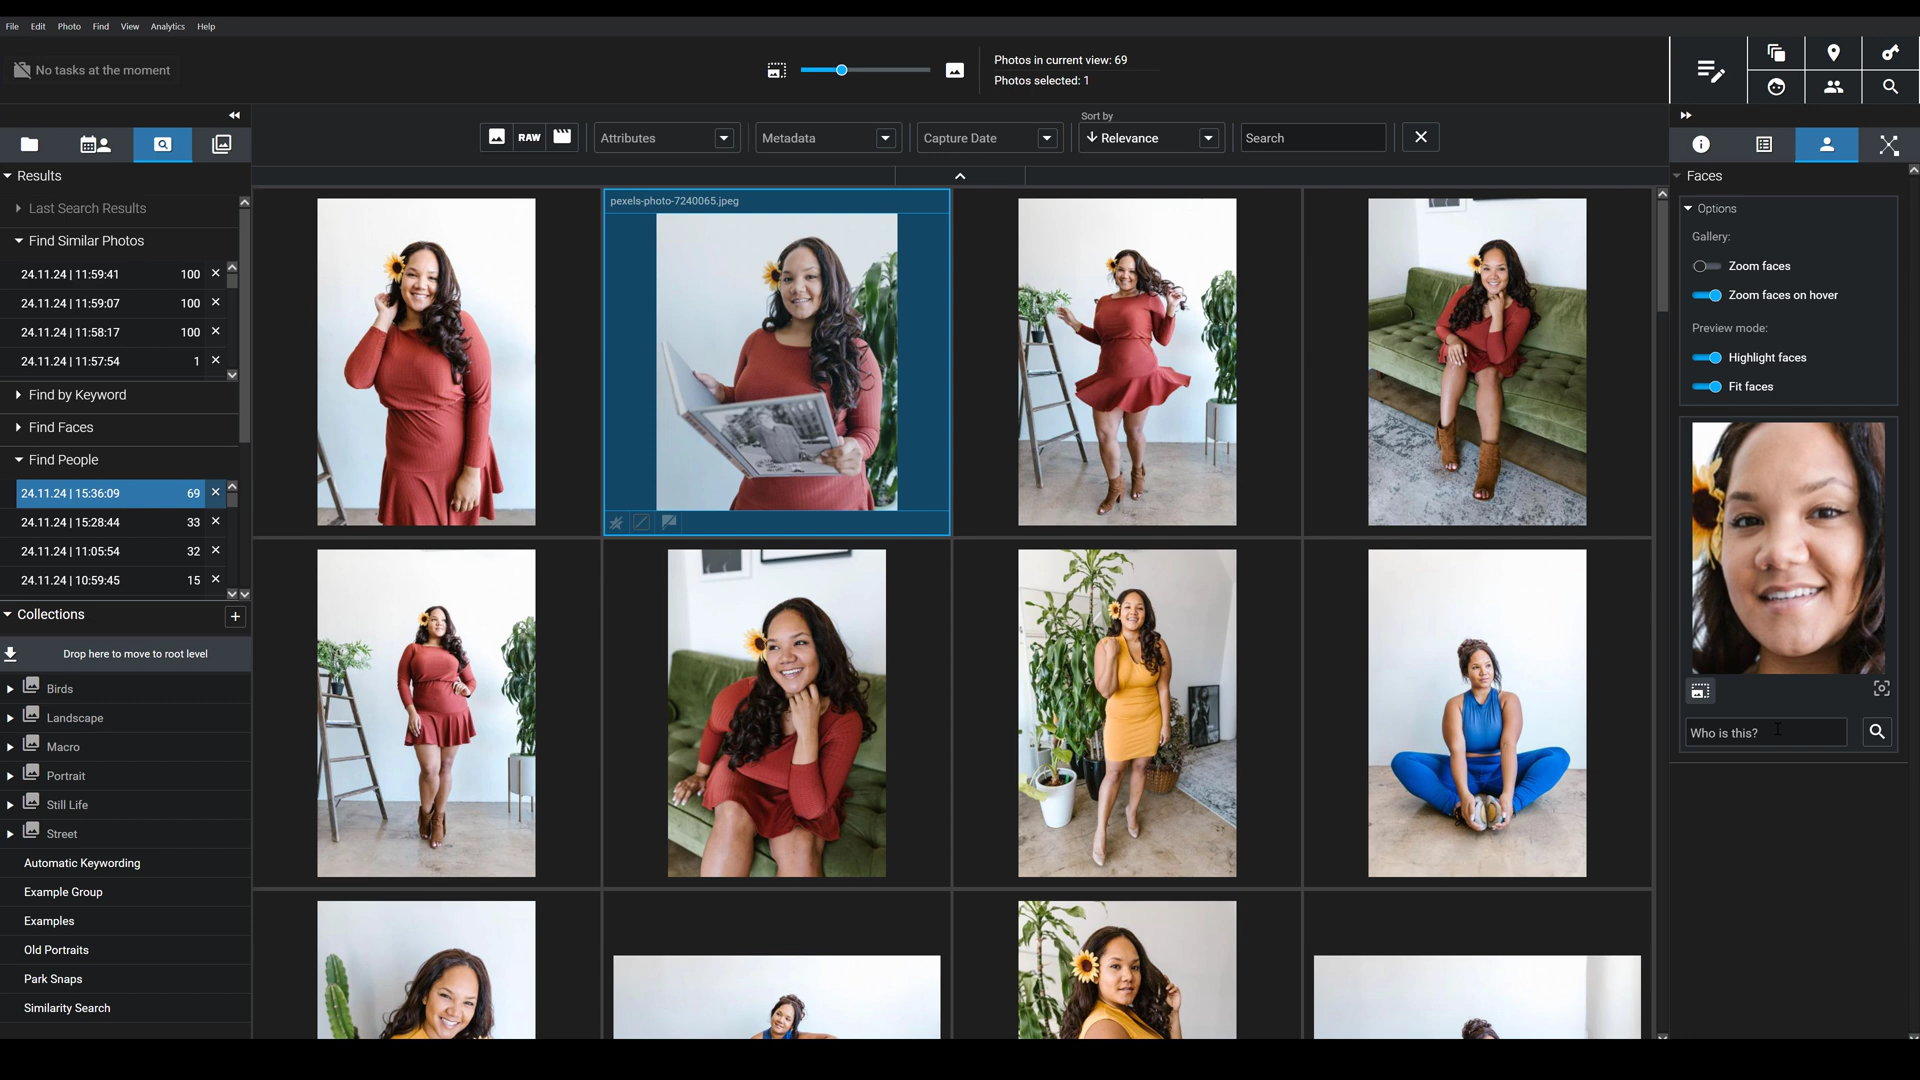 File Edit Photo Find View Analytics Help
No tasks at the moment
Photos in current view: 69
Photos selected: 1
RAW
Attributes
Metadata
Capture Date
Sort by
Relevance
Search
Results
Last Search Results
Find Similar Photos
24.11.24 | 11:59:41 100
24.11.24 | 11:59:07 100
24.11.24 | 11:58:17 100
24.11.24 | 11:57:54 1
Find by Keyword
Find Faces
Find People
24.11.24 | 15:36:09 69
24.11.24 | 15:28:44 33
24.11.24 | 11:05:54 32
24.11.24 | 10:59:45 15
Collections
Drop here to move to root level
Birds
Landscape
Macro
Portrait
Still Life
Street
Automatic Keywording
Example Group
Examples
Old Portraits
Park Snaps
Similarity Search
pexels-photo-7240065.jpeg
Faces
Options
Gallery:
Zoom faces
Zoom faces on hover
Preview mode:
Highlight faces
Fit faces
Who is this?